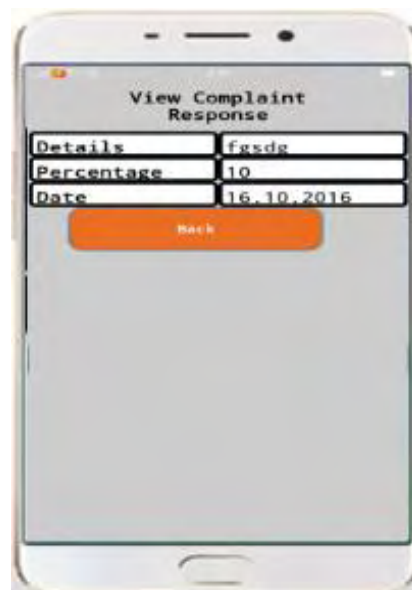 View Complaint
Response
Details fgsdg
Percentage 10
Date 16.10.2016
Back